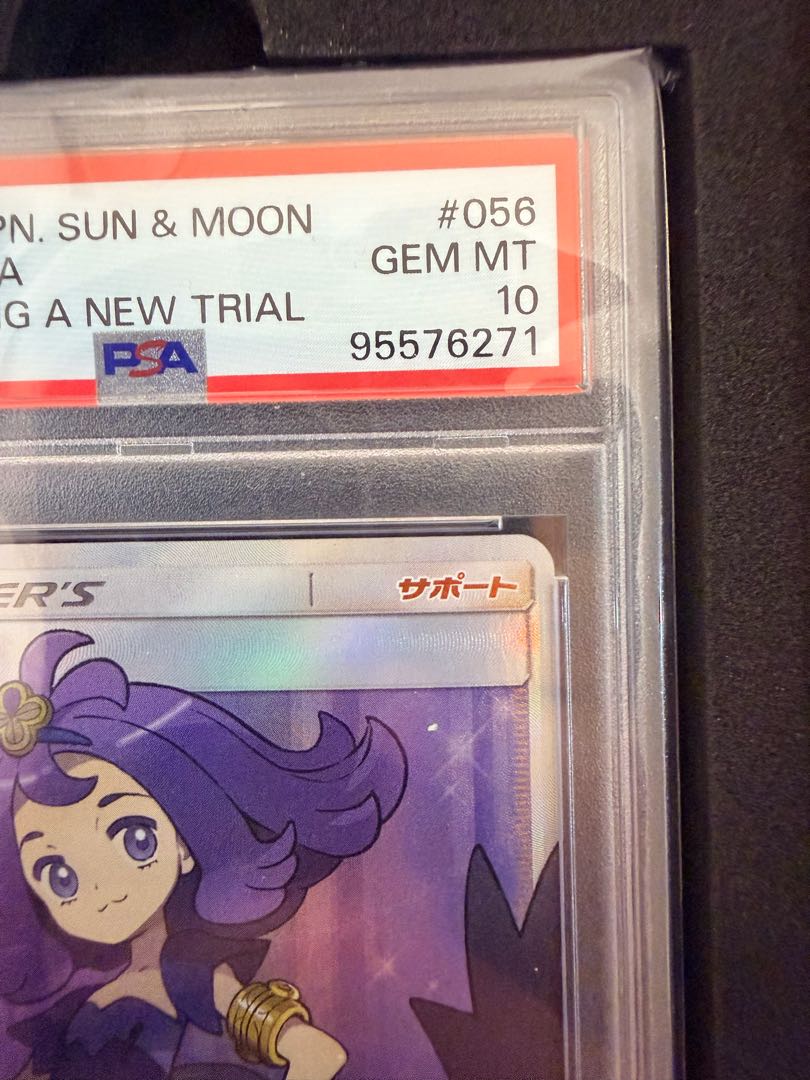 PN. SUN & MOON #056
A GEM MT
G A NEW TRIAL 10
PSA 95576271
ER'S サポート